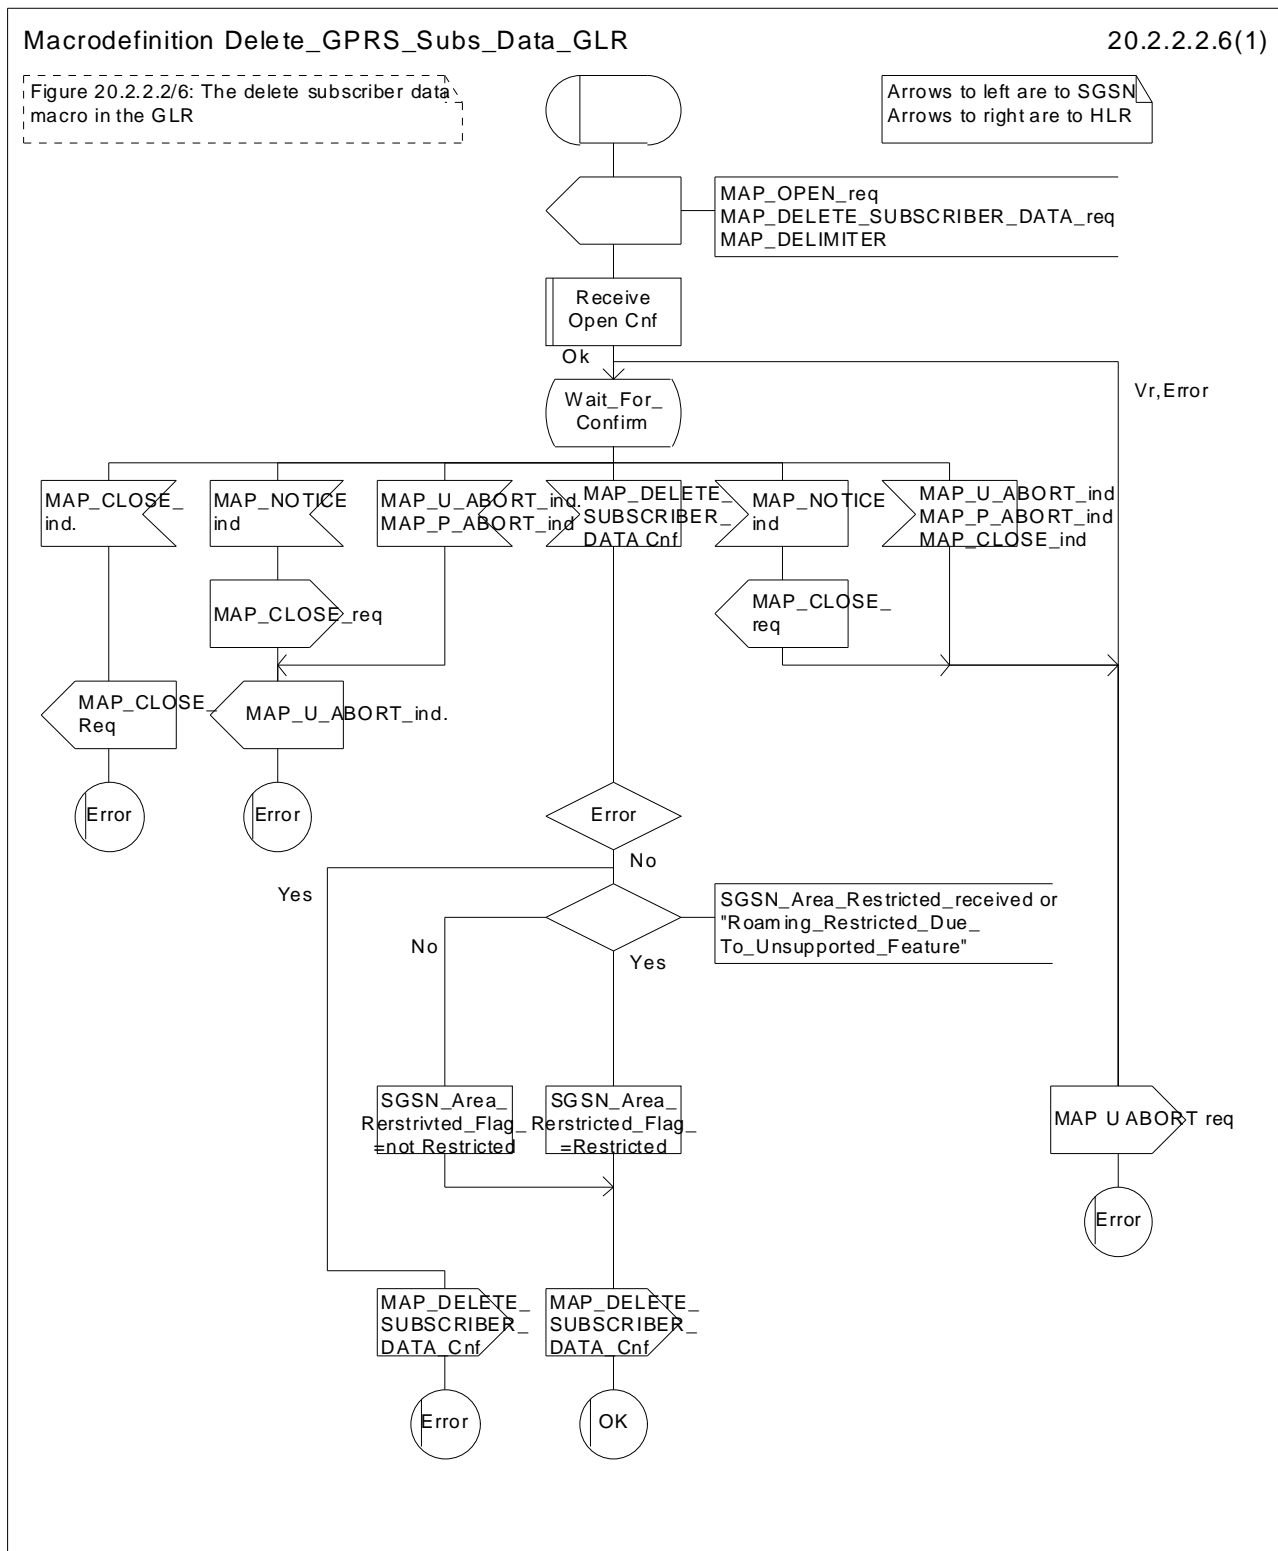 Macrodefinition Delete_GPRS_Subs_Data_GLR
20.2.2.2.6(1)
Figure 20.2.2.2/6: The delete subscriber data
macro in the GLR
Arrows to left are to SGSN
Arrows to right are to HLR
MAP_OPEN_req
MAP_DELETE_SUBSCRIBER_DATA_req
MAP_DELIMITER
Receive
Open Cnf
Ok
Vr,Error
Wait_For_
Confirm
MAP_CLOSE_
ind.
MAP_NOTICE
ind
MAP_U_ABORT_ind.
MAP_P_ABORT_ind
MAP_DELETE_
SUBSCRIBER_
DATA Cnf
MAP_NOTICE
ind
MAP_U_ABORT_ind
MAP_P_ABORT_ind
MAP_CLOSE_ind
MAP_CLOSE_req
MAP_CLOSE_
req
MAP_CLOSE_
Req
MAP_U_ABORT_ind.
Error
Error
Error
No
Yes
SGSN_Area_Restricted_received or
"Roaming_Restricted_Due_
To_Unsupported_Feature"
No
Yes
SGSN_Area_
Rerstrivted_Flag_
=not Restricted
SGSN_Area_
Rerstricted_Flag_
=Restricted
MAP U ABORT req
Error
MAP_DELETE_
SUBSCRIBER_
DATA_Cnf
MAP_DELETE_
SUBSCRIBER_
DATA_Cnf
Error
OK